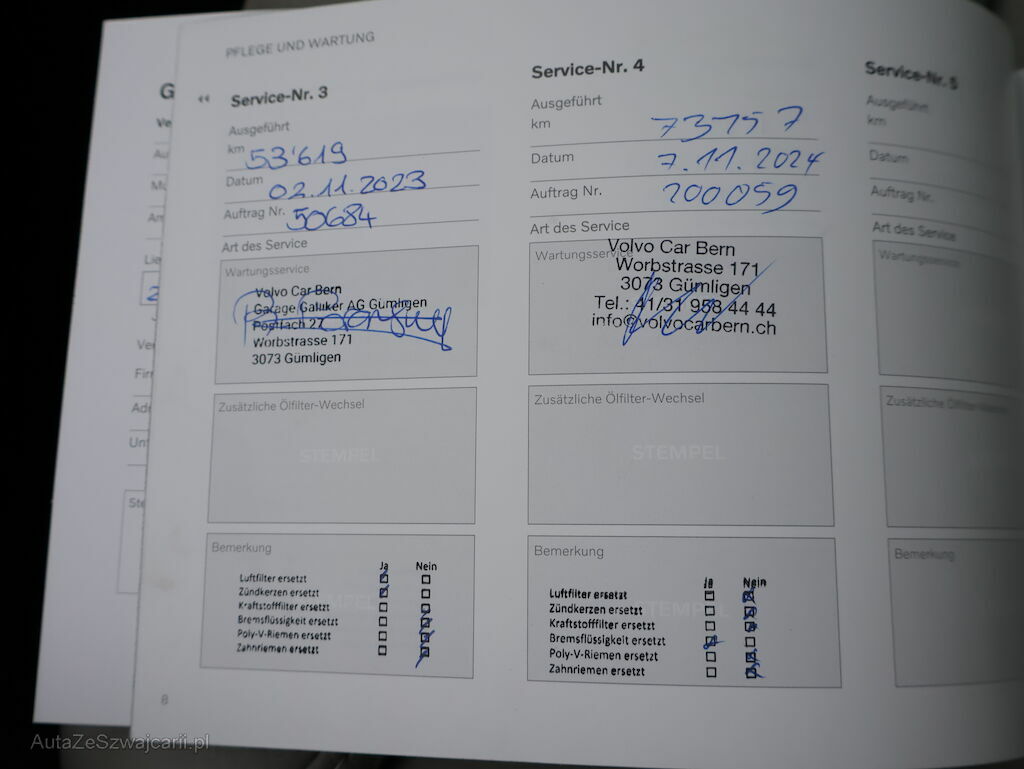 PFLEGE UND WARTUNG
Service-Nr. 3
Ausgeführt
km 53'619
Datum 02.11.2023
Auftrag Nr. 50684
Art des Service
Wartungsservice
Volvo Car Bern
Garage Galliker AG Gümligen
Postfach 27
Worbstrasse 171
3073 Gümligen
Zusätzliche Ölfilter-Wechsel
STEMPEL
Bemerkung
Ja Nein
Luftfilter ersetzt
Zündkerzen ersetzt
Kraftstofffilter ersetzt
Bremsflüssigkeit ersetzt
Poly-V-Riemen ersetzt
Zahnriemen ersetzt
8
Service-Nr. 4
Ausgeführt
km 73157
Datum 7.11.2024
Auftrag Nr. 200059
Art des Service
Wartungsservice
Volvo Car Bern
Worbstrasse 171
3073 Gümligen
Tel.: 41/31 958 44 44
info@volvocarbern.ch
Zusätzliche Ölfilter-Wechsel
STEMPEL
Bemerkung
Ja Nein
Luftfilter ersetzt
Zündkerzen ersetzt
Kraftstofffilter ersetzt
Bremsflüssigkeit ersetzt
Poly-V-Riemen ersetzt
Zahnriemen ersetzt
Service-Nr. 5
Ausgeführt
km
Datum
Auftrag Nr.
Art des Service
Wartungsservice
Zusätzliche Ölfilter-Wechsel
Bemerkung
AutaZeSzwajcarii.pl